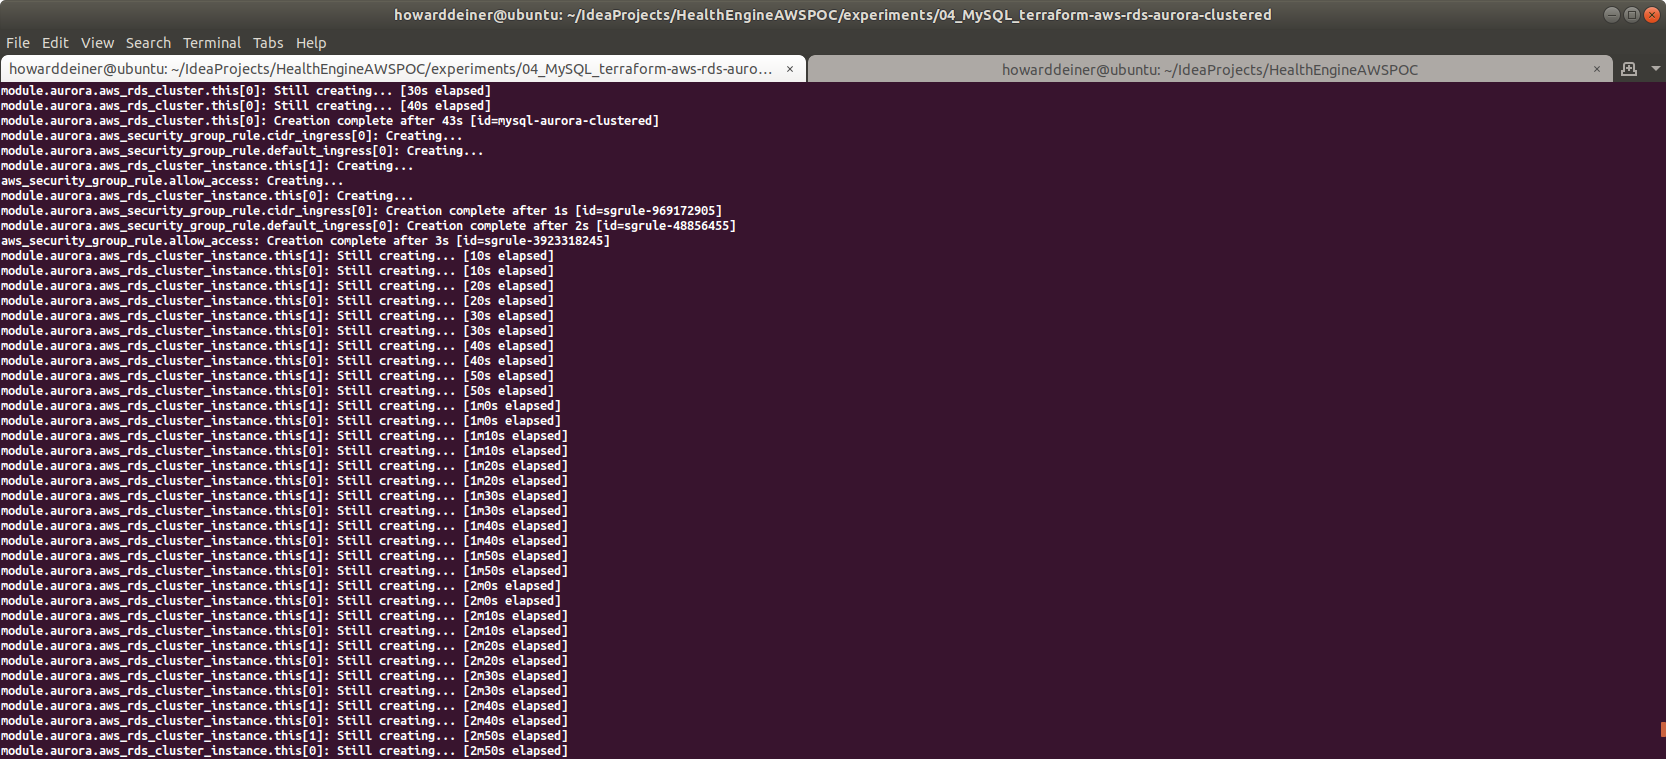 howarddeiner@ubuntu: ~/IdeaProjects/HealthEngineAWSPOC/experiments/04_MySQL_terraform-aws-rds-aurora-clustered
File Edit View Search Terminal Tabs Help
howarddeiner@ubuntu: ~/IdeaProjects/HealthEngineAWSPOC/experiments/04_MySQL_terraform-aws-rds-auro... × howarddeiner@ubuntu: ~/IdeaProjects/HealthEngineAWSPOC ×
module.aurora.aws_rds_cluster.this[0]: Still creating... [30s elapsed]
module.aurora.aws_rds_cluster.this[0]: Still creating... [40s elapsed]
module.aurora.aws_rds_cluster.this[0]: Creation complete after 43s [id=mysql-aurora-clustered]
module.aurora.aws_security_group_rule.cidr_ingress[0]: Creating...
module.aurora.aws_security_group_rule.default_ingress[0]: Creating...
module.aurora.aws_rds_cluster_instance.this[1]: Creating...
aws_security_group_rule.allow_access: Creating...
module.aurora.aws_rds_cluster_instance.this[0]: Creating...
module.aurora.aws_security_group_rule.cidr_ingress[0]: Creation complete after 1s [id=sgrule-969172905]
module.aurora.aws_security_group_rule.default_ingress[0]: Creation complete after 2s [id=sgrule-48856455]
aws_security_group_rule.allow_access: Creation complete after 3s [id=sgrule-3923318245]
module.aurora.aws_rds_cluster_instance.this[1]: Still creating... [10s elapsed]
module.aurora.aws_rds_cluster_instance.this[0]: Still creating... [10s elapsed]
module.aurora.aws_rds_cluster_instance.this[1]: Still creating... [20s elapsed]
module.aurora.aws_rds_cluster_instance.this[0]: Still creating... [20s elapsed]
module.aurora.aws_rds_cluster_instance.this[1]: Still creating... [30s elapsed]
module.aurora.aws_rds_cluster_instance.this[0]: Still creating... [30s elapsed]
module.aurora.aws_rds_cluster_instance.this[1]: Still creating... [40s elapsed]
module.aurora.aws_rds_cluster_instance.this[0]: Still creating... [40s elapsed]
module.aurora.aws_rds_cluster_instance.this[1]: Still creating... [50s elapsed]
module.aurora.aws_rds_cluster_instance.this[0]: Still creating... [50s elapsed]
module.aurora.aws_rds_cluster_instance.this[1]: Still creating... [1m0s elapsed]
module.aurora.aws_rds_cluster_instance.this[0]: Still creating... [1m0s elapsed]
module.aurora.aws_rds_cluster_instance.this[1]: Still creating... [1m10s elapsed]
module.aurora.aws_rds_cluster_instance.this[0]: Still creating... [1m10s elapsed]
module.aurora.aws_rds_cluster_instance.this[1]: Still creating... [1m20s elapsed]
module.aurora.aws_rds_cluster_instance.this[0]: Still creating... [1m20s elapsed]
module.aurora.aws_rds_cluster_instance.this[1]: Still creating... [1m30s elapsed]
module.aurora.aws_rds_cluster_instance.this[0]: Still creating... [1m30s elapsed]
module.aurora.aws_rds_cluster_instance.this[1]: Still creating... [1m40s elapsed]
module.aurora.aws_rds_cluster_instance.this[0]: Still creating... [1m40s elapsed]
module.aurora.aws_rds_cluster_instance.this[1]: Still creating... [1m50s elapsed]
module.aurora.aws_rds_cluster_instance.this[0]: Still creating... [1m50s elapsed]
module.aurora.aws_rds_cluster_instance.this[1]: Still creating... [2m0s elapsed]
module.aurora.aws_rds_cluster_instance.this[0]: Still creating... [2m0s elapsed]
module.aurora.aws_rds_cluster_instance.this[1]: Still creating... [2m10s elapsed]
module.aurora.aws_rds_cluster_instance.this[0]: Still creating... [2m10s elapsed]
module.aurora.aws_rds_cluster_instance.this[1]: Still creating... [2m20s elapsed]
module.aurora.aws_rds_cluster_instance.this[0]: Still creating... [2m20s elapsed]
module.aurora.aws_rds_cluster_instance.this[1]: Still creating... [2m30s elapsed]
module.aurora.aws_rds_cluster_instance.this[0]: Still creating... [2m30s elapsed]
module.aurora.aws_rds_cluster_instance.this[1]: Still creating... [2m40s elapsed]
module.aurora.aws_rds_cluster_instance.this[0]: Still creating... [2m40s elapsed]
module.aurora.aws_rds_cluster_instance.this[1]: Still creating... [2m50s elapsed]
module.aurora.aws_rds_cluster_instance.this[0]: Still creating... [2m50s elapsed]